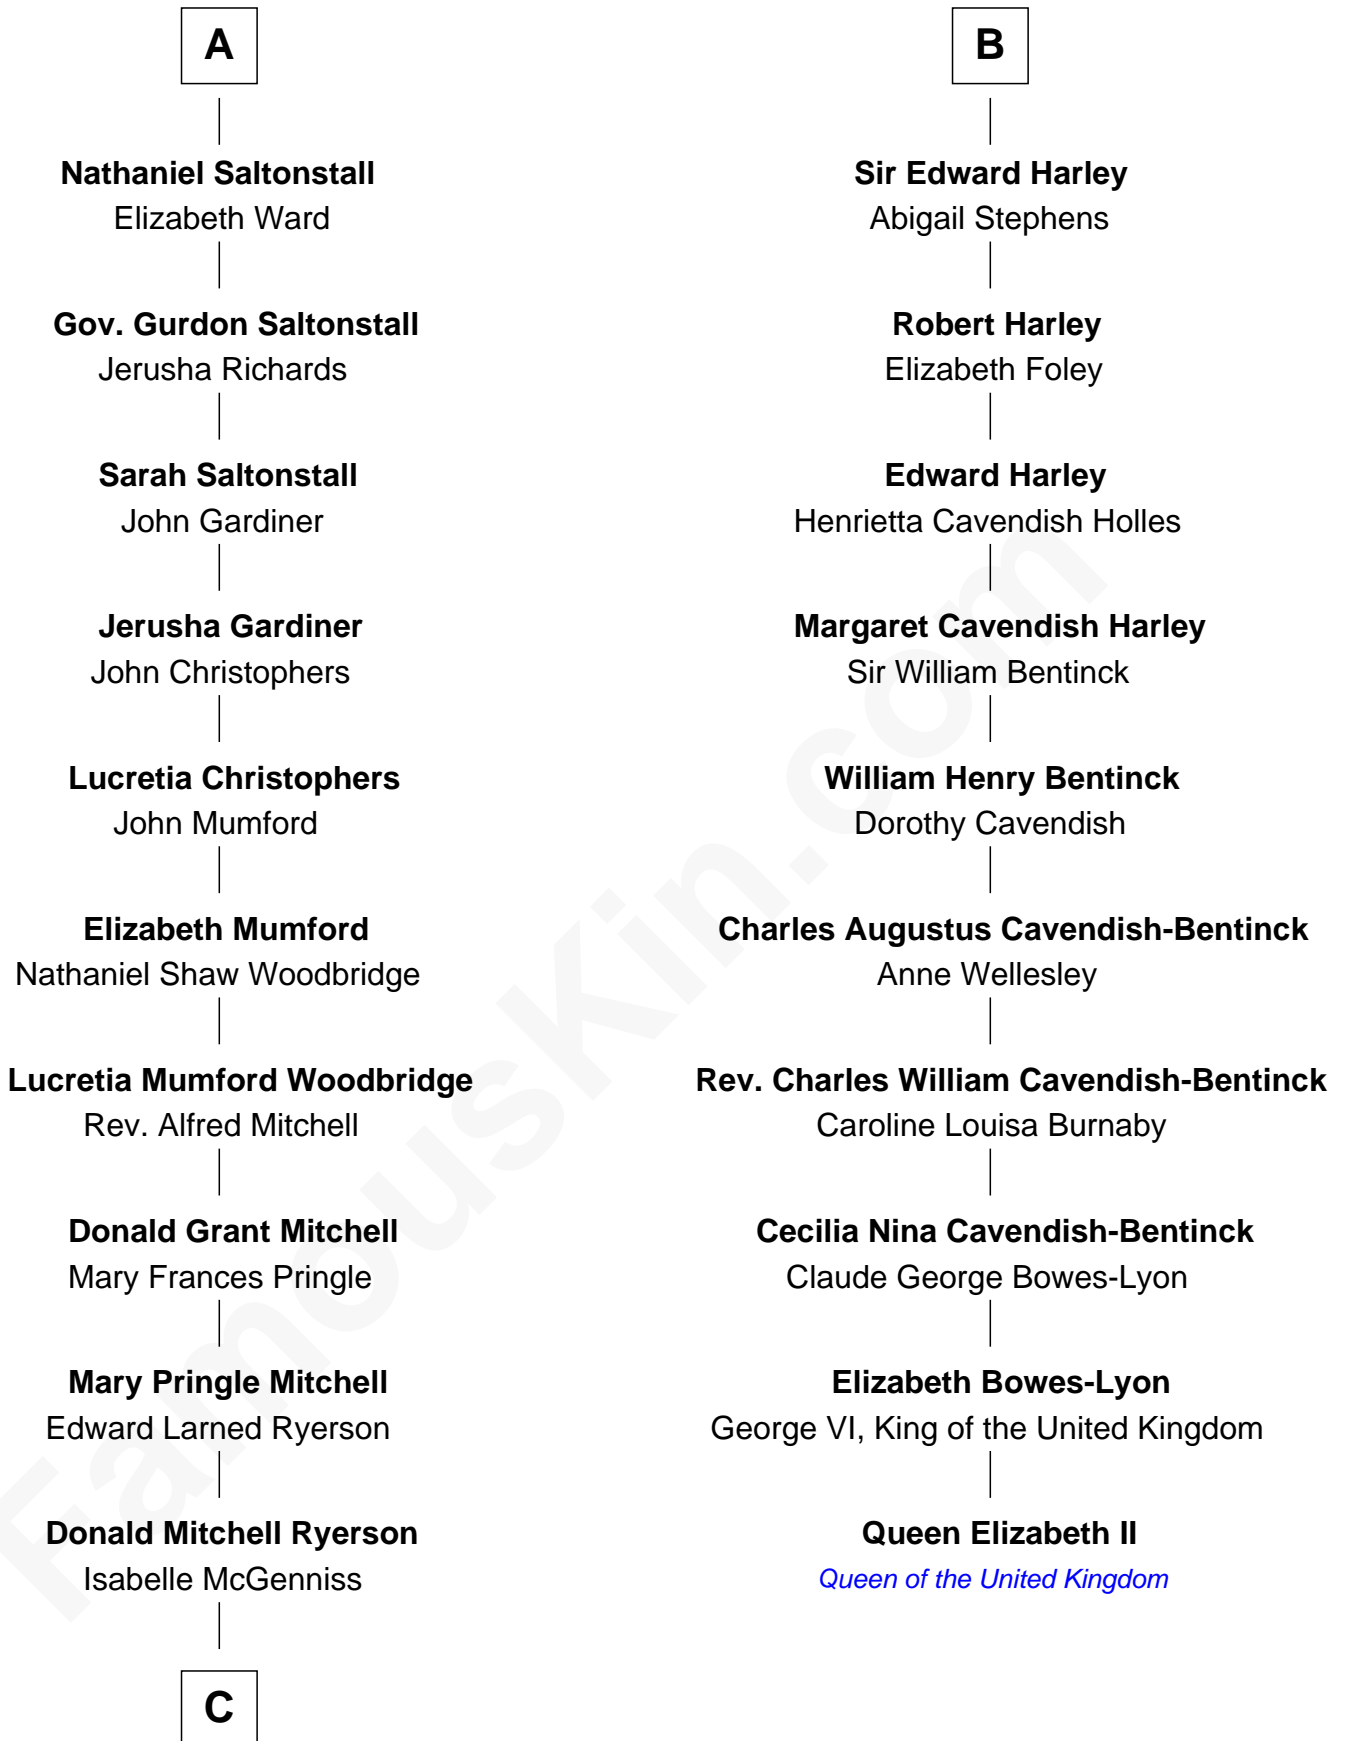 A
Nathaniel Saltonstall
Elizabeth Ward
Gov. Gurdon Saltonstall
Jerusha Richards
Sarah Saltonstall
John Gardiner
Jerusha Gardiner
John Christophers
Lucretia Christophers
John Mumford
Elizabeth Mumford
Nathaniel Shaw Woodbridge
Lucretia Mumford Woodbridge
Rev. Alfred Mitchell
Donald Grant Mitchell
Mary Frances Pringle
Mary Pringle Mitchell
Edward Larned Ryerson
Donald Mitchell Ryerson
Isabelle McGenniss
C
B
Sir Edward Harley
Abigail Stephens
Robert Harley
Elizabeth Foley
Edward Harley
Henrietta Cavendish Holles
Margaret Cavendish Harley
Sir William Bentinck
William Henry Bentinck
Dorothy Cavendish
Charles Augustus Cavendish-Bentinck
Anne Wellesley
Rev. Charles William Cavendish-Bentinck
Caroline Louisa Burnaby
Cecilia Nina Cavendish-Bentinck
Claude George Bowes-Lyon
Elizabeth Bowes-Lyon
George VI, King of the United Kingdom
Queen Elizabeth II
Queen of the United Kingdom
FamousKin.com